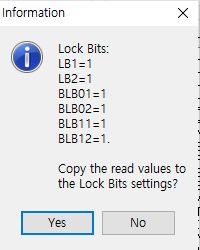 Information
Lock Bits:
LB1=1
LB2=1
BLB01=1
BLB02=1
BLB11=1
BLB12=1.
Copy the read values to
the Lock Bits settings?
Yes
No